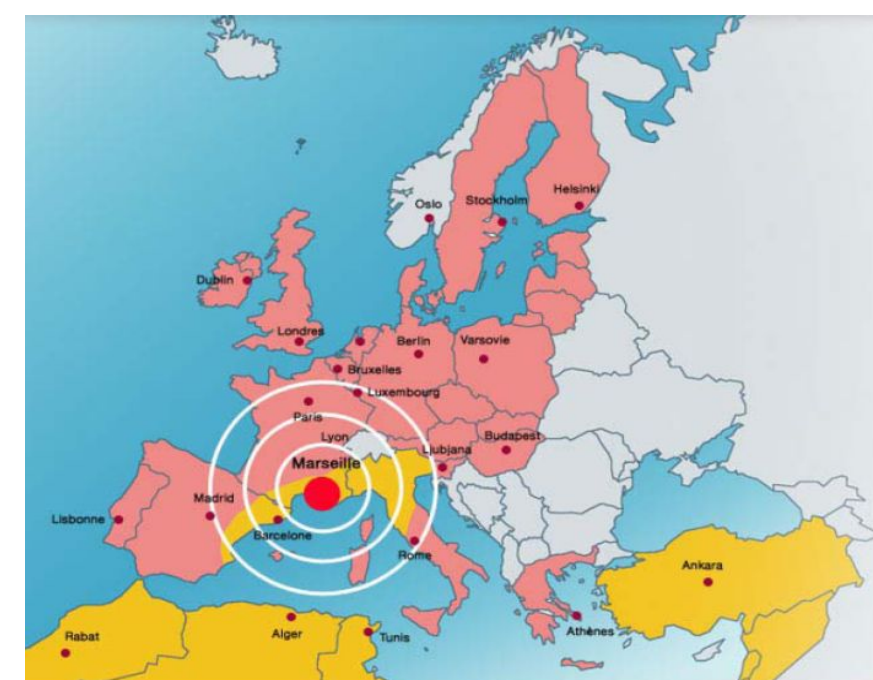 Oslo
Stockholm
Helsinki
Dublin
Londres
Berlin
Varsovie
Bruxelles
Luxembourg
Paris
Lyon
Budapest
Ljubjana
Marseille
Madrid
Lisbonne
Barcelone
Rome
Ankara
Rabat
Alger
Tunis
Athènes